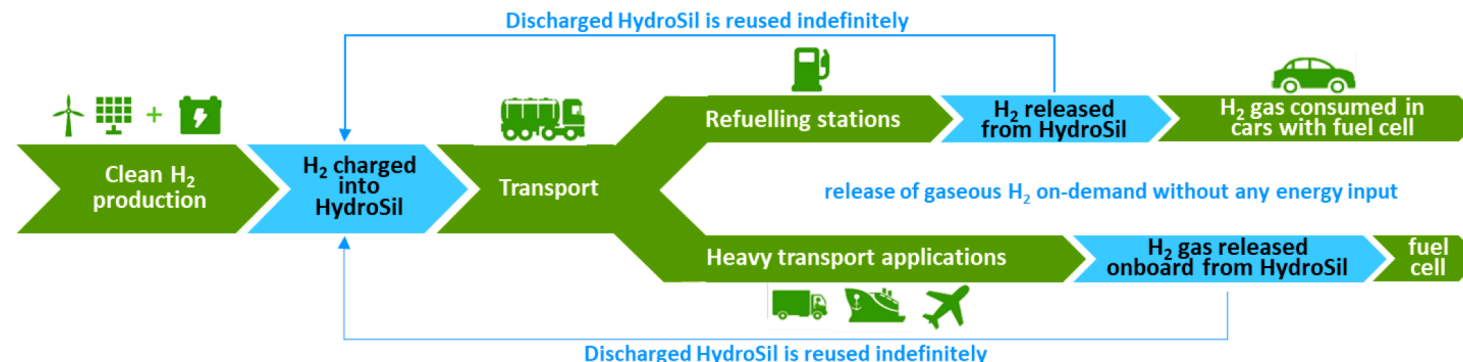 Discharged HydroSil is reused indefinitely
Clean H₂
production
H₂ charged
into
HydroSil
Transport
Refuelling stations
H₂ released
from HydroSil
H₂ gas consumed in
cars with fuel cell
release of gaseous H₂ on-demand without any energy input
Heavy transport applications
H₂ gas released
onboard from HydroSil
fuel
cell
Discharged HydroSil is reused indefinitely